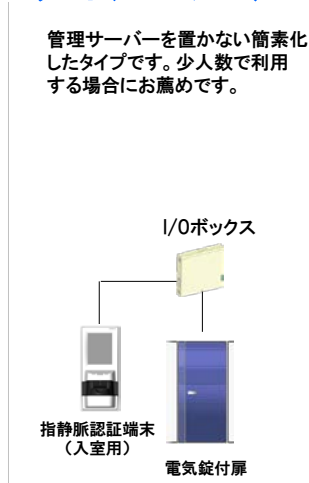 管理サーバーを置かない簡素化
したタイプです。少人数で利用
する場合にお薦めです。
I/Oボックス
指静脈認証端末
（入室用）
電気錠付扉